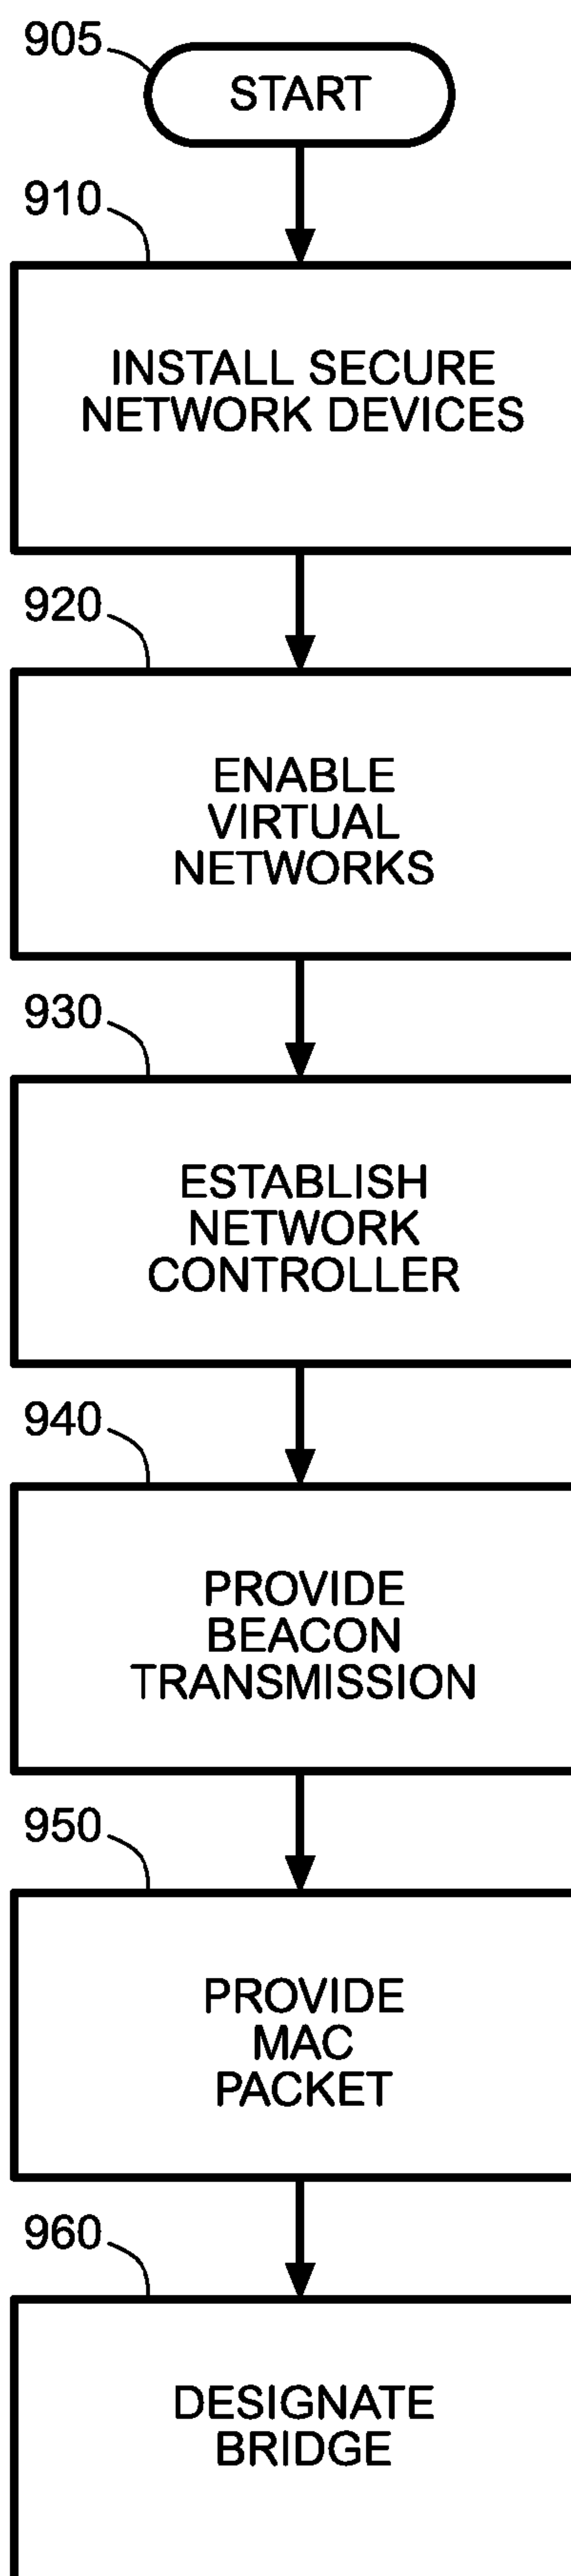 905
START
910
INSTALL SECURE
NETWORK DEVICES
920
ENABLE
VIRTUAL
NETWORKS
930
ESTABLISH
NETWORK
CONTROLLER
940
PROVIDE
BEACON
TRANSMISSION
950
PROVIDE
MAC
PACKET
960
DESIGNATE
BRIDGE